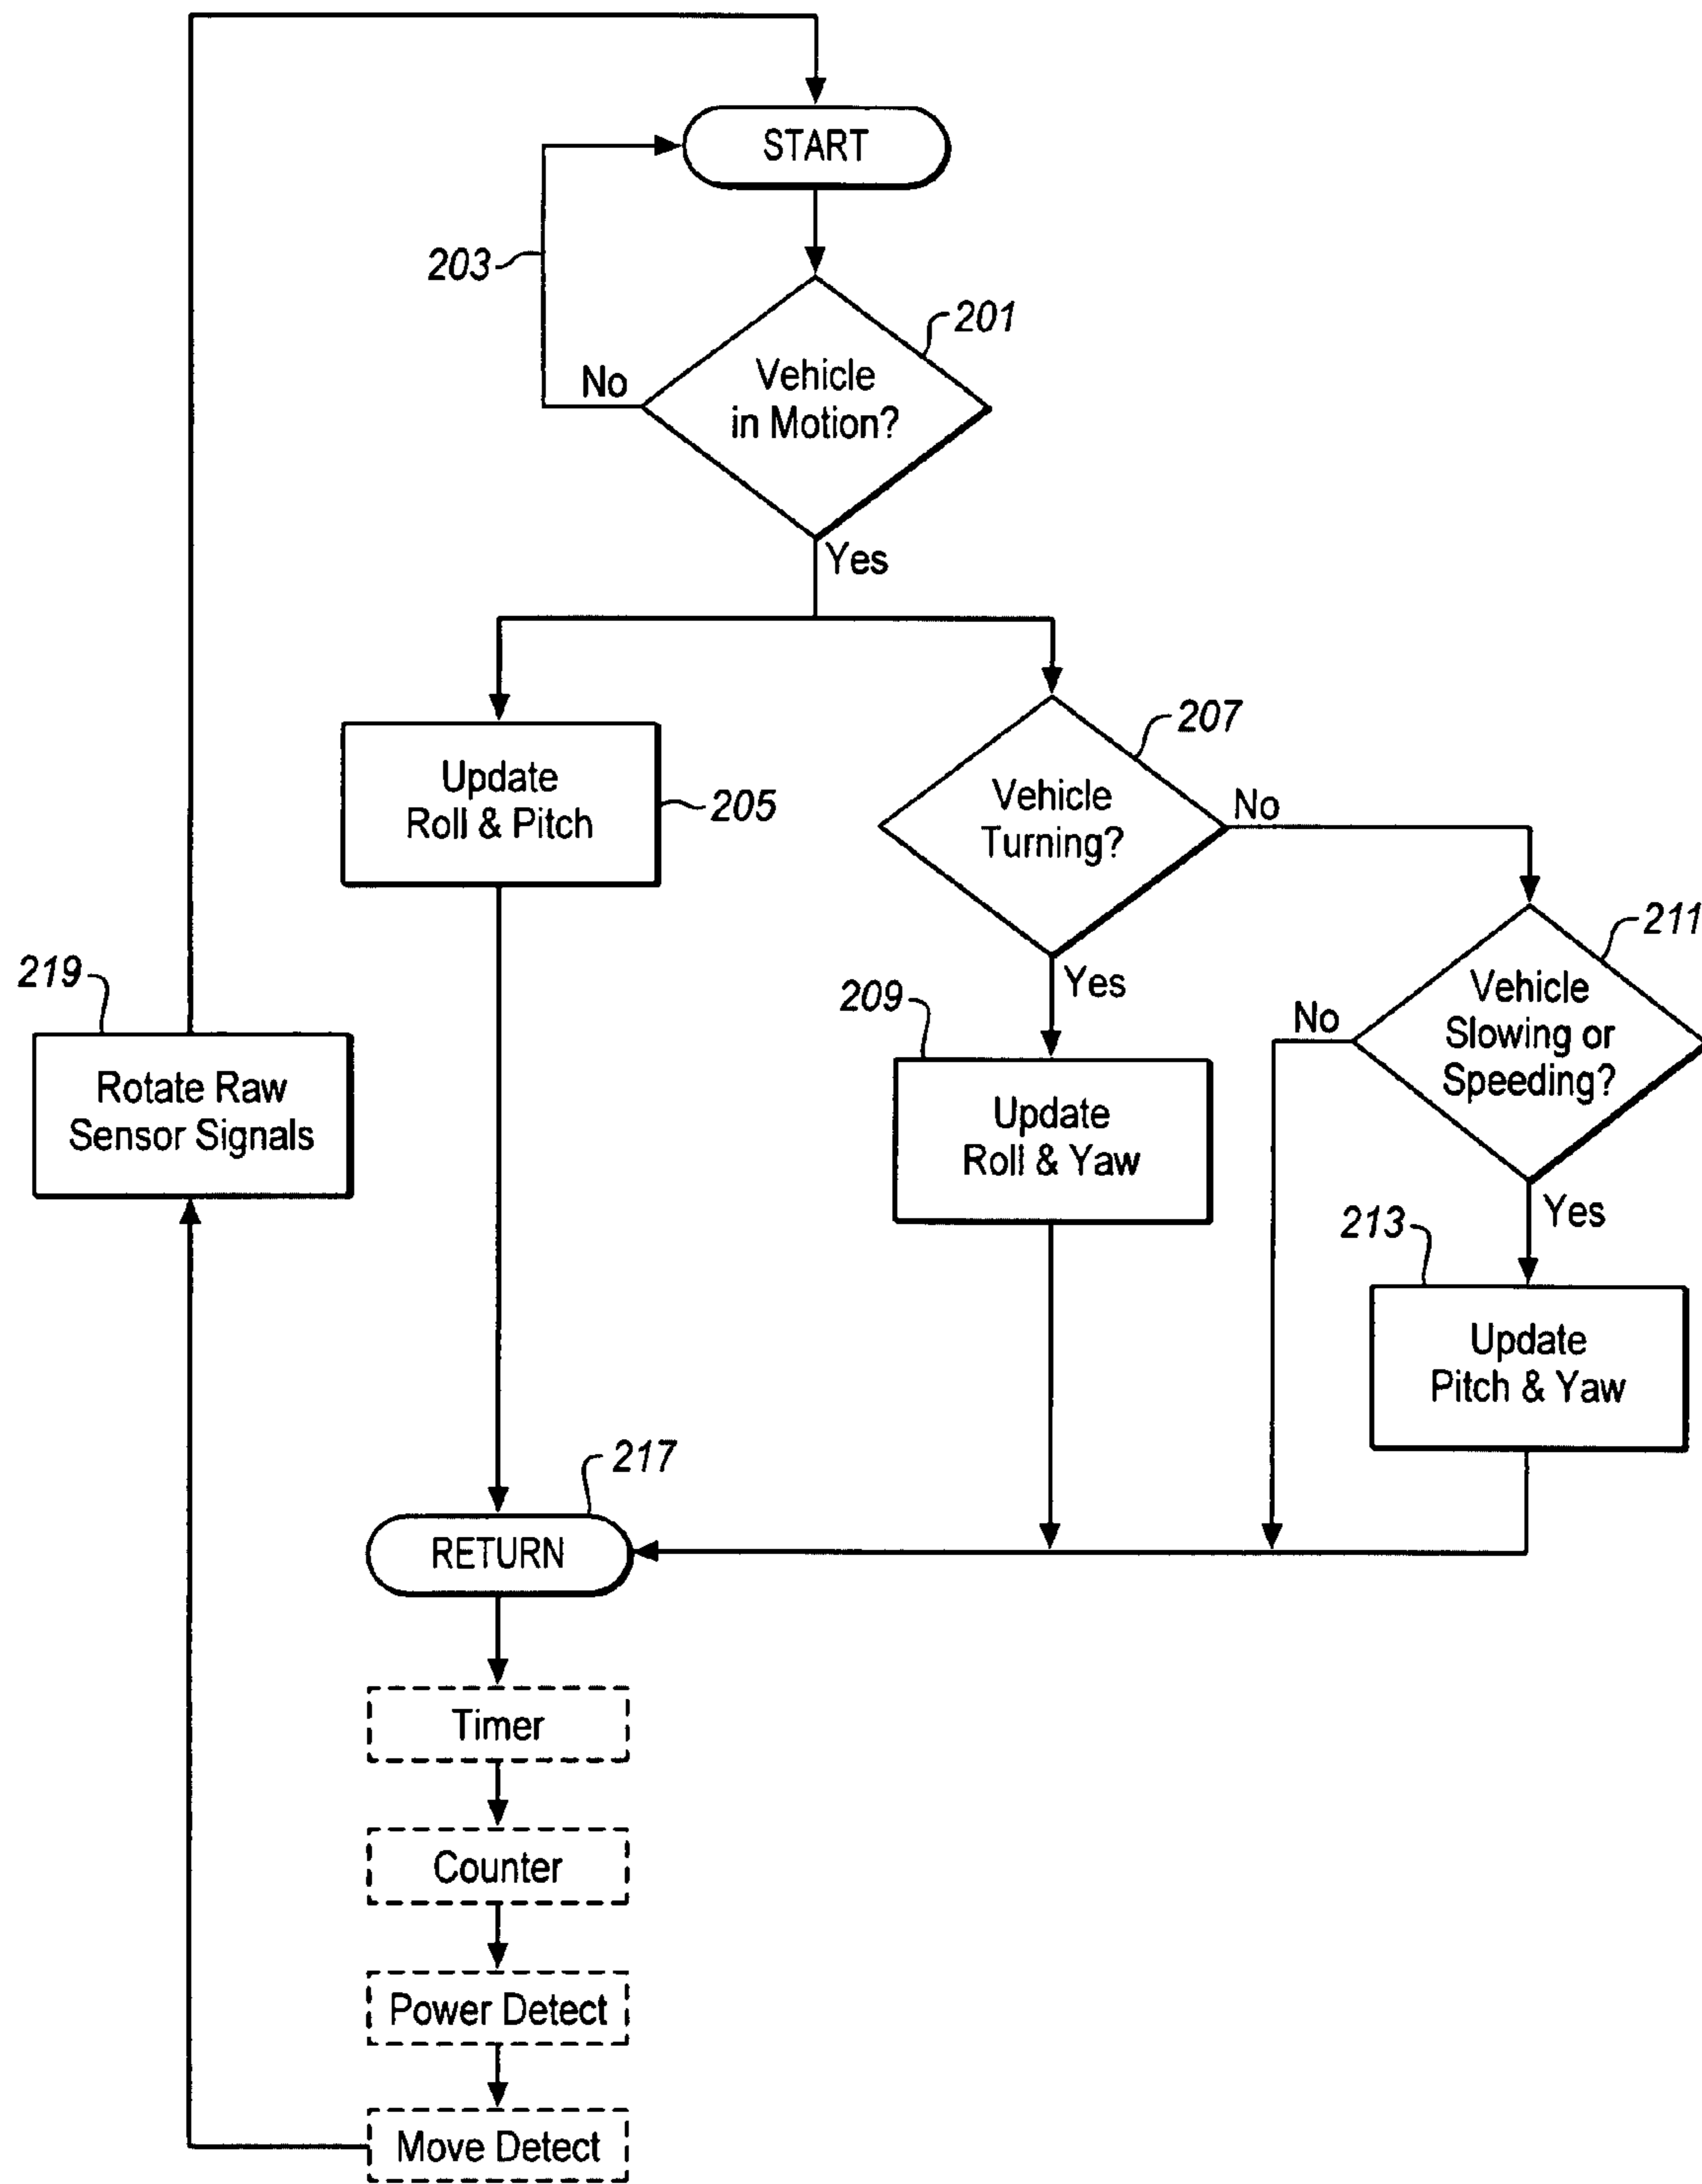 START
203
201
Vehicle
in Motion?
No
Yes
207
Update
Roll & Pitch
205
Vehicle
Turning?
No
211
219
Yes
209
Vehicle
Slowing or
Speeding?
No
Rotate Raw
Sensor Signals
Update
Roll & Yaw
Yes
213
Update
Pitch & Yaw
217
RETURN
Timer
Counter
Power Detect
Move Detect